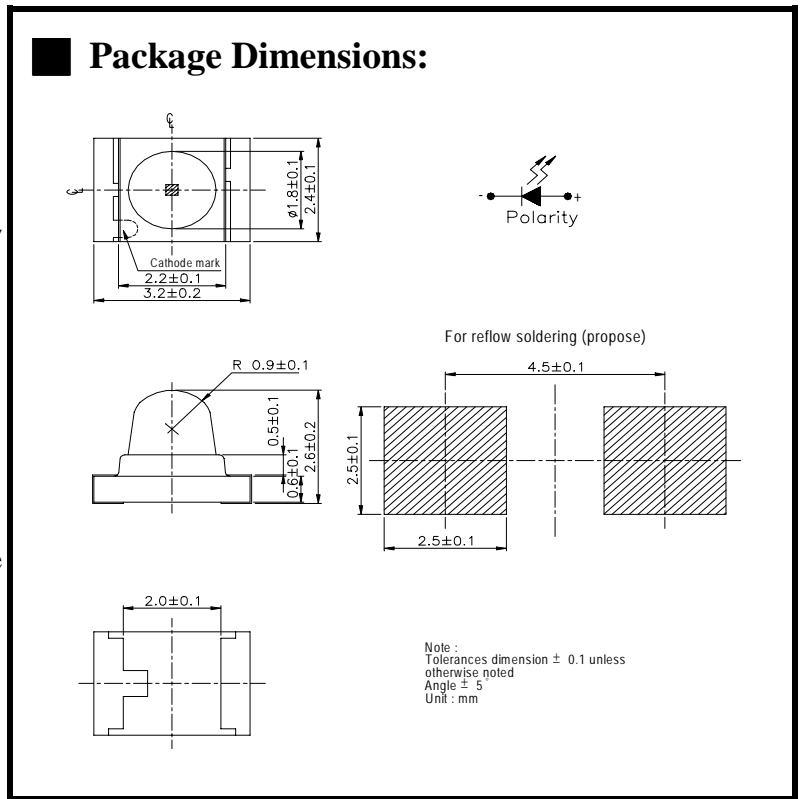 Package Dimensions:
℄
℄
ø1.8±0.1
2.4±0.1
Cathode mark
2.2±0.1
3.2±0.2
- +
Polarity
For reflow soldering (propose)
R 0.9±0.1
0.5±0.1
2.6±0.2
0.6±0.1
4.5±0.1
2.5±0.1
2.5±0.1
2.0±0.1
Note :
Tolerances dimension ± 0.1 unless
otherwise noted
Angle ± 5°
Unit : mm